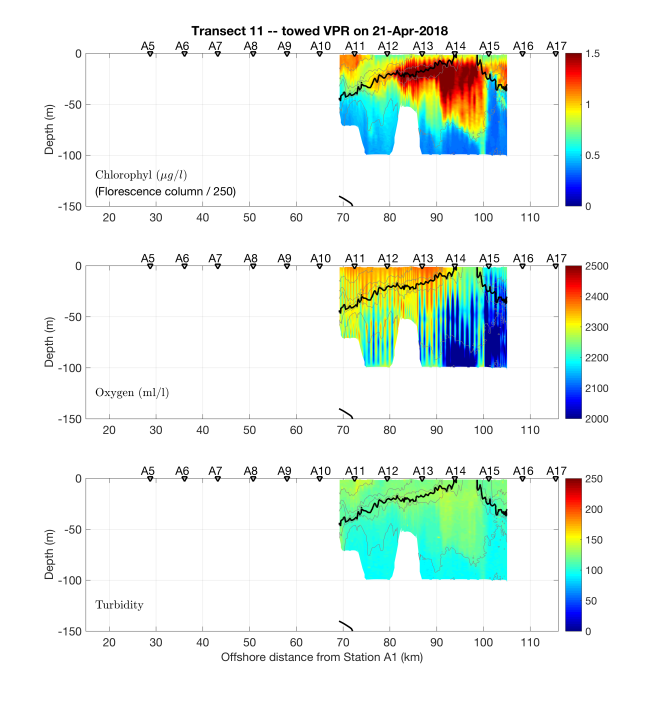 Transect 11 -- towed VPR on 21-Apr-2018
A5 A6 A7 A8 A9 A10 A11 A12 A13 A14 A15 A16 A17
0
-50
-100
-150
Depth (m)
Chlorophyl (μg/l)
(Florescence column / 250)
20 30 40 50 60 70 80 90 100 110
1.5
1
0.5
0
A5 A6 A7 A8 A9 A10 A11 A12 A13 A14 A15 A16 A17
0
-50
-100
-150
Depth (m)
Oxygen (ml/l)
20 30 40 50 60 70 80 90 100 110
2500
2400
2300
2200
2100
2000
A5 A6 A7 A8 A9 A10 A11 A12 A13 A14 A15 A16 A17
0
-50
-100
-150
Depth (m)
Turbidity
20 30 40 50 60 70 80 90 100 110
250
200
150
100
50
0
Offshore distance from Station A1 (km)